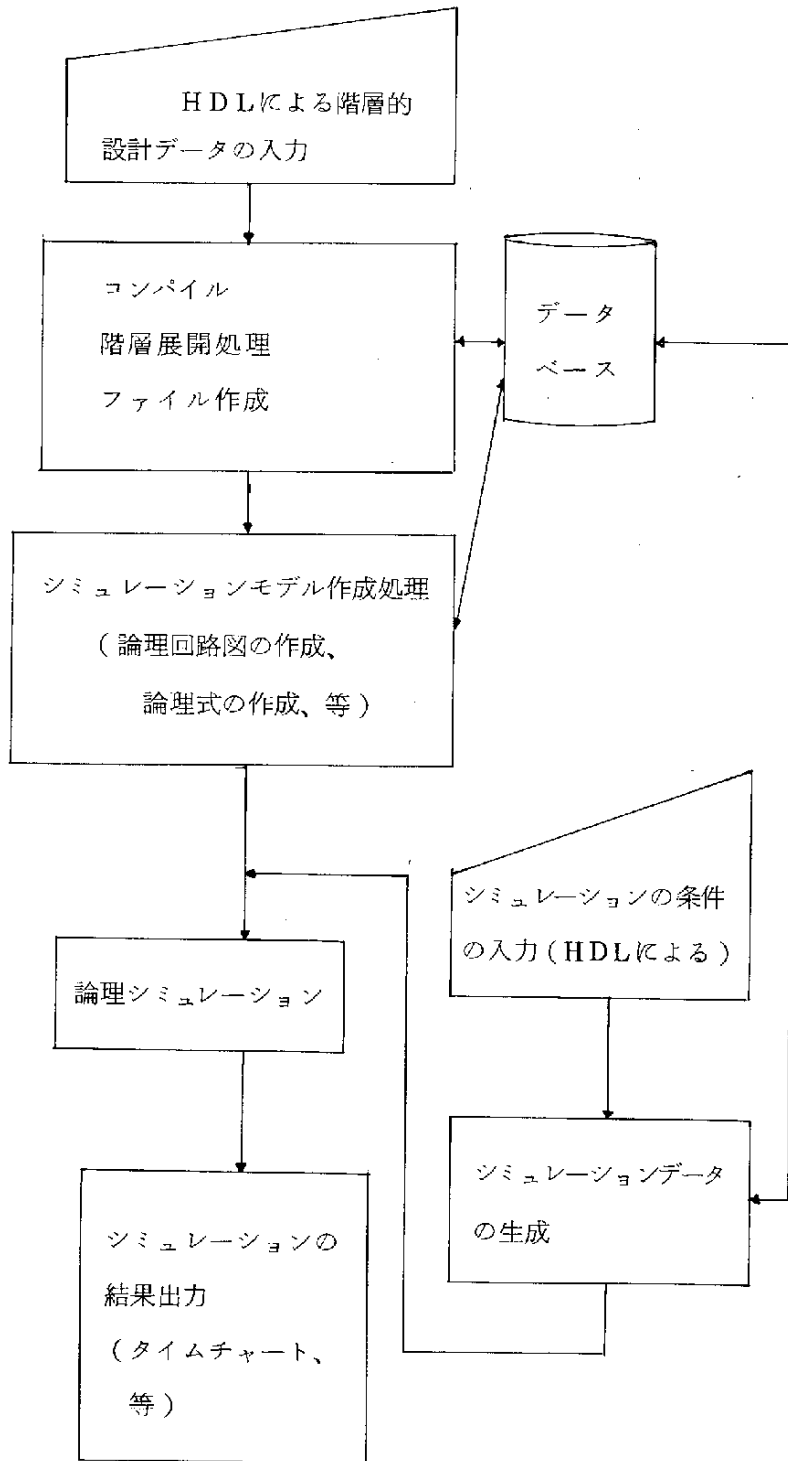 HDLによる階層的
設計データの入力
コンパイル
階層展開処理
ファイル作成
データ
ベース
シミュレーションモデル作成処理
(論理回路図の作成、
論理式の作成、等)
シミュレーションの条件
の入力(HDLによる)
論理シミュレーション
シミュレーションデータ
の生成
シミュレーションの
結果出力
(タイムチャート、
等)